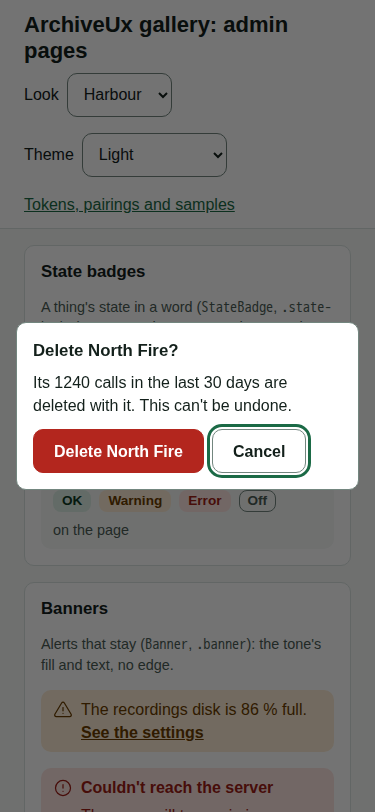 ArchiveUx gallery: admin
pages
Look Harbour
Theme Light
Tokens, pairings and samples
State badges
A thing's state in a word (StateBadge, .state-
Delete North Fire?
Its 1240 calls in the last 30 days are
deleted with it. This can't be undone.
Delete North Fire Cancel
OK Warning Error Off
on the page
Banners
Alerts that stay (Banner, .banner): the tone's
fill and text, no edge.
The recordings disk is 86 % full.
See the settings
Couldn't reach the server